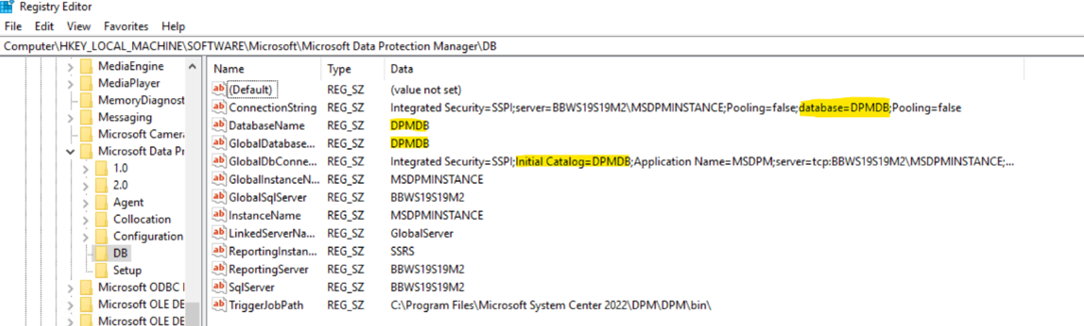 Registry Editor
File Edit View Favorites Help
Computer\HKEY_LOCAL_MACHINE\SOFTWARE\Microsoft\Microsoft Data Protection Manager\DB
MediaEngine
MediaPlayer
MemoryDiagnost
Messaging
Microsoft Camera
Microsoft Data Pr
1.0
2.0
Agent
Collocation
Configuration
DB
Setup
Microsoft ODBC I
Microsoft OLE DE
Microsoft OLE DE
Name Type Data
(Default) REG_SZ (value not set)
ConnectionString REG_SZ Integrated Security=SSPI;server=BBWS19S19M2\MSDPMINSTANCE;Pooling=false;database=DPMDB;Pooling=false
DatabaseName REG_SZ DPMDB
GlobalDatabase... REG_SZ DPMDB
GlobalDbConne... REG_SZ Integrated Security=SSPI;Initial Catalog=DPMDB;Application Name=MSDPM;server=tcp:BBWS19S19M2\MSDPMINSTANCE;...
GlobalInstanceN... REG_SZ MSDPMINSTANCE
GlobalSqlServer REG_SZ BBWS19S19M2
InstanceName REG_SZ MSDPMINSTANCE
LinkedServerNa... REG_SZ GlobalServer
ReportingInstan... REG_SZ SSRS
ReportingServer REG_SZ BBWS19S19M2
SqlServer REG_SZ BBWS19S19M2
TriggerJobPath REG_SZ C:\Program Files\Microsoft System Center 2022\DPM\DPM\bin\